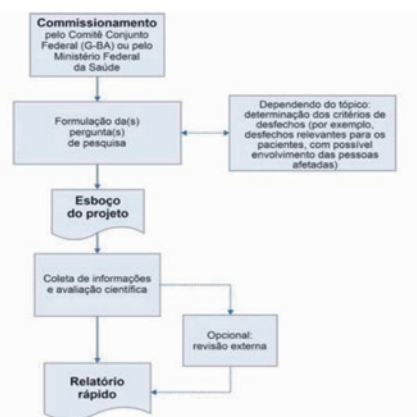 Commissionamento
pelo Comitê Conjunto
Federal (G-BA) ou pelo
Ministério Federal
da Saúde
Formulação da(s)
pergunta(s)
de pesquisa
Dependendo do tópico:
determinação dos critérios de
desfechos (por exemplo,
desfechos relevantes para os
pacientes, com possível
envolvimento das pessoas
afetadas)
Esboço
do projeto
Coleta de informações
e avaliação científica
Opcional:
revisão externa
Relatório
rápido